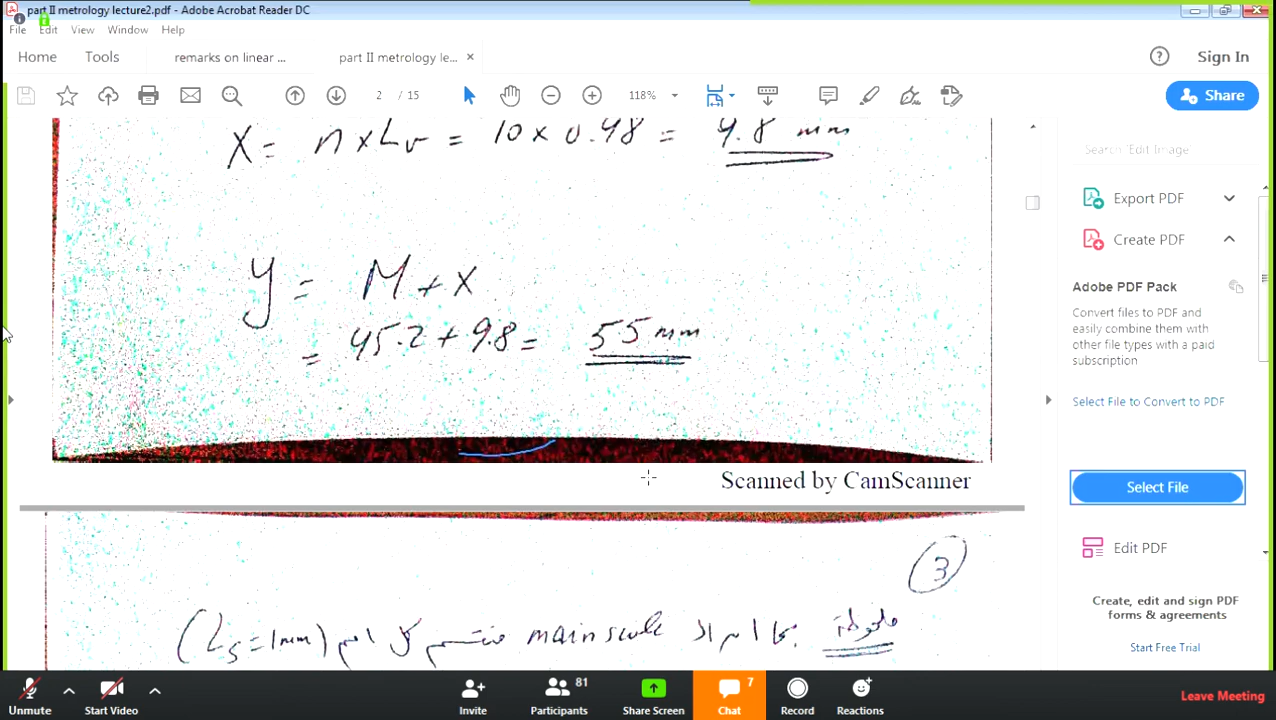 part II metrology lecture2.pdf - Adobe Acrobat Reader DC
File Edit View Window Help
Home Tools remarks on linear ... part II metrology le... × Sign In
2 / 15 118% Share
X = n x Lv = 10 x 0.48 = 4.8 mm
y = M + X
= 45.2 + 9.8 = 55 mm
Scanned by CamScanner
3
main scale (Ls = 1mm)
Search 'Edit Image
Export PDF
Create PDF
Adobe PDF Pack
Convert files to PDF and
easily combine them with
other file types with a paid
subscription
Select File to Convert to PDF
Select File
Edit PDF
Create, edit and sign PDF
forms & agreements
Start Free Trial
Unmute Start Video Invite 81 Participants Share Screen 7 Chat Record Reactions Leave Meeting